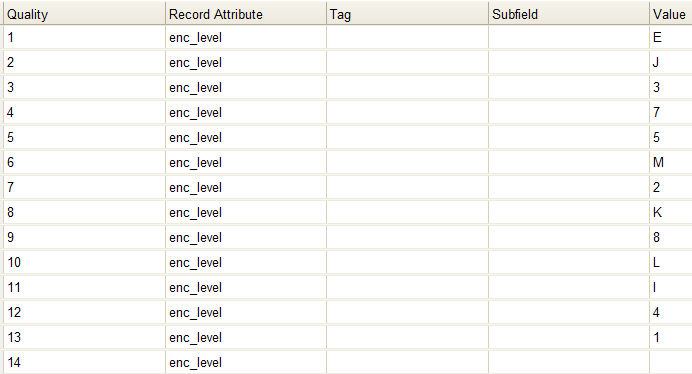 Quality Record Attribute Tag Subfield Value
1 enc_level E
2 enc_level J
3 enc_level 3
4 enc_level 7
5 enc_level 5
6 enc_level M
7 enc_level 2
8 enc_level K
9 enc_level 8
10 enc_level L
11 enc_level I
12 enc_level 4
13 enc_level 1
14 enc_level